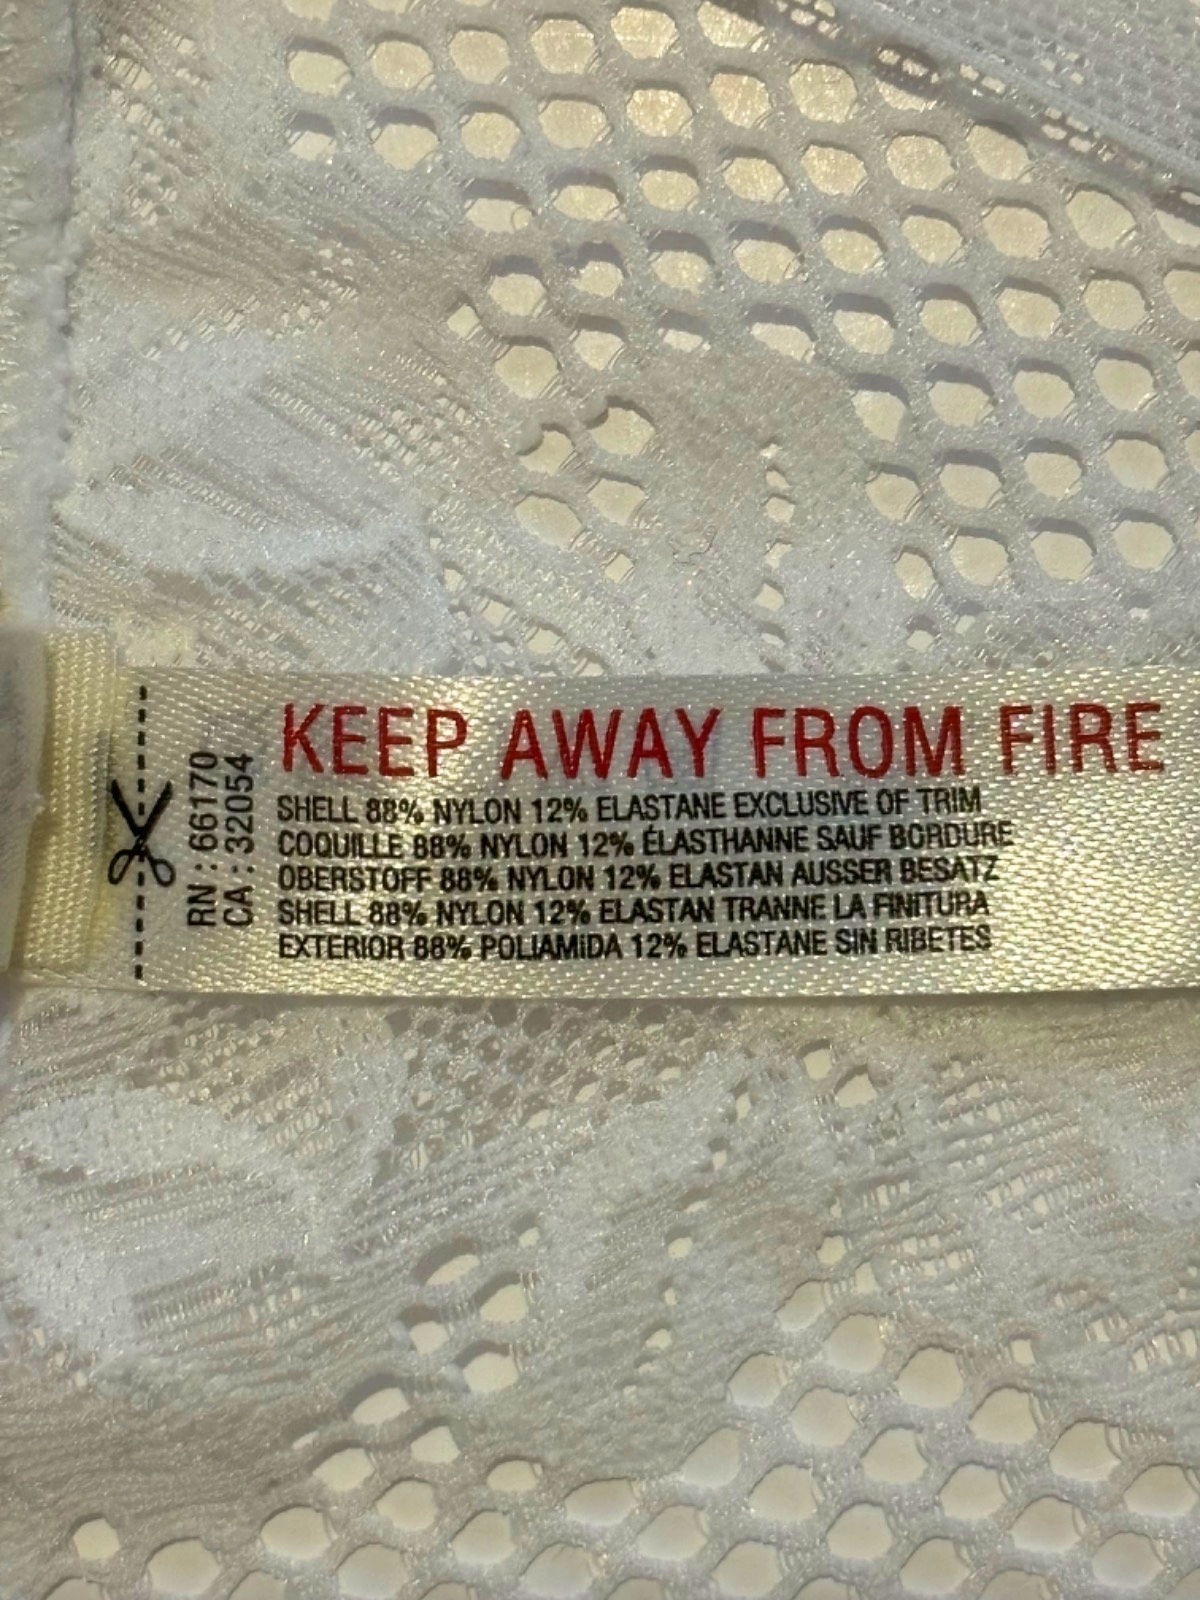 RN : 66170
CA : 32054
KEEP AWAY FROM FIRE
SHELL 88% NYLON 12% ELASTANE EXCLUSIVE OF TRIM
COQUILLE 88% NYLON 12% ÉLASTHANNE SAUF BORDURE
OBERSTOFF 88% NYLON 12% ELASTAN AUSSER BESATZ
SHELL 88% NYLON 12% ELASTAN TRANNE LA FINITURA
EXTERIOR 88% POLIAMIDA 12% ELASTANE SIN RIBETES